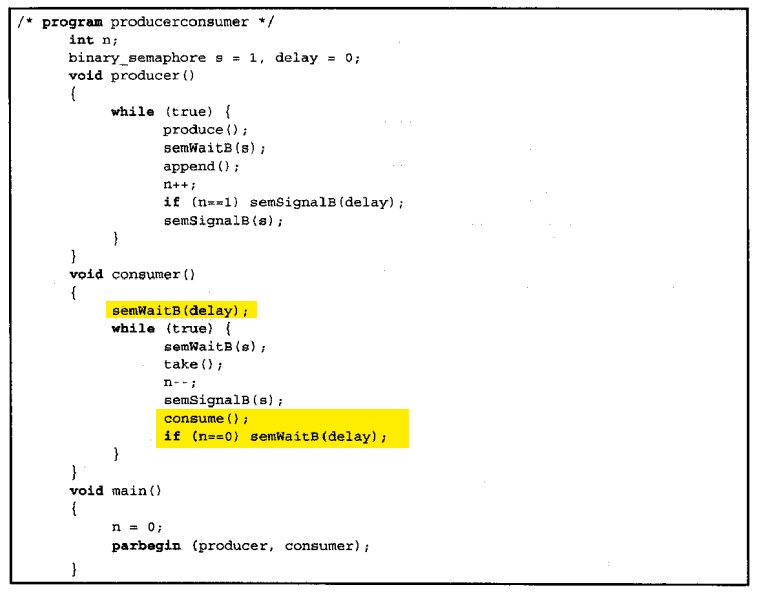 /* program producerconsumer */
int n;
binary_semaphore s = 1, delay = 0;
void producer()
{
while (true) {
produce();
semWaitB(s);
append();
n++;
if (n==1) semSignalB(delay);
semSignalB(s);
}
}
void consumer()
{
semWaitB(delay);
while (true) {
semWaitB(s);
take();
n--;
semSignalB(s);
consume();
if (n==0) semWaitB(delay);
}
}
void main()
{
n = 0;
parbegin (producer, consumer);
}